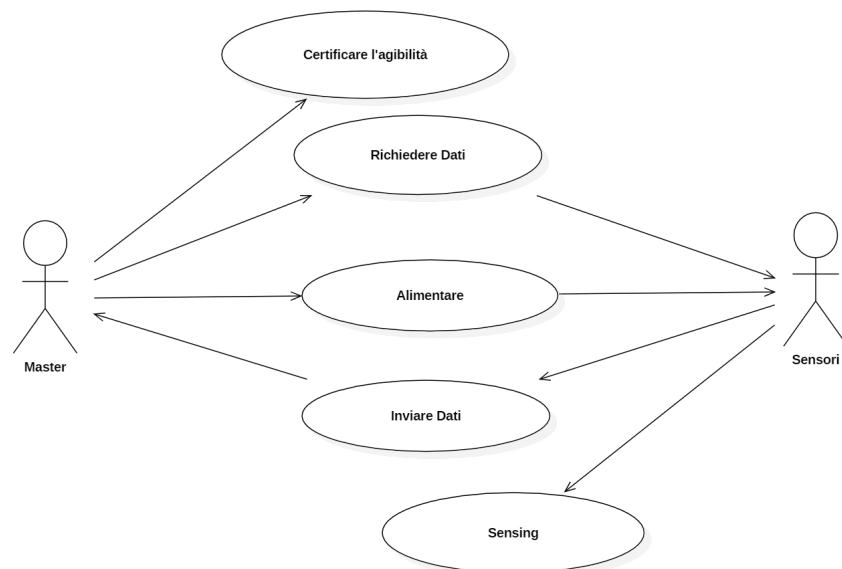 Certificare l'agibilità
Richiedere Dati
Alimentare
Master
Sensori
Inviare Dati
Sensing